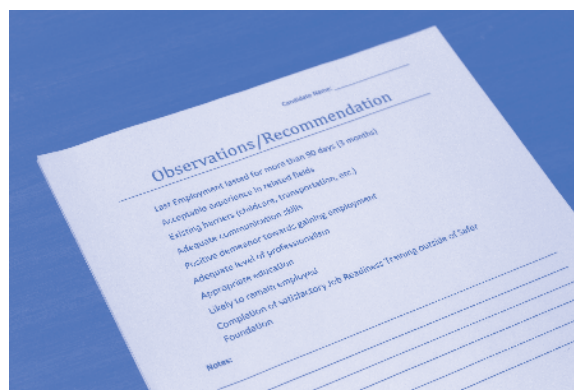 Candidate Name:
Observations/Recommendation
Last Employment lasted for more than 90 days (3 months)
Acceptable experience in related fields
Existing barriers (childcare, transportation, etc.)
Adequate communication skills
Positive demeanor towards gaining employment
Adequate level of professionalism
Appropriate education
Likely to remain employed
Completion of satisfactory Job Readiness Training outside of Safer
Foundation
Notes: